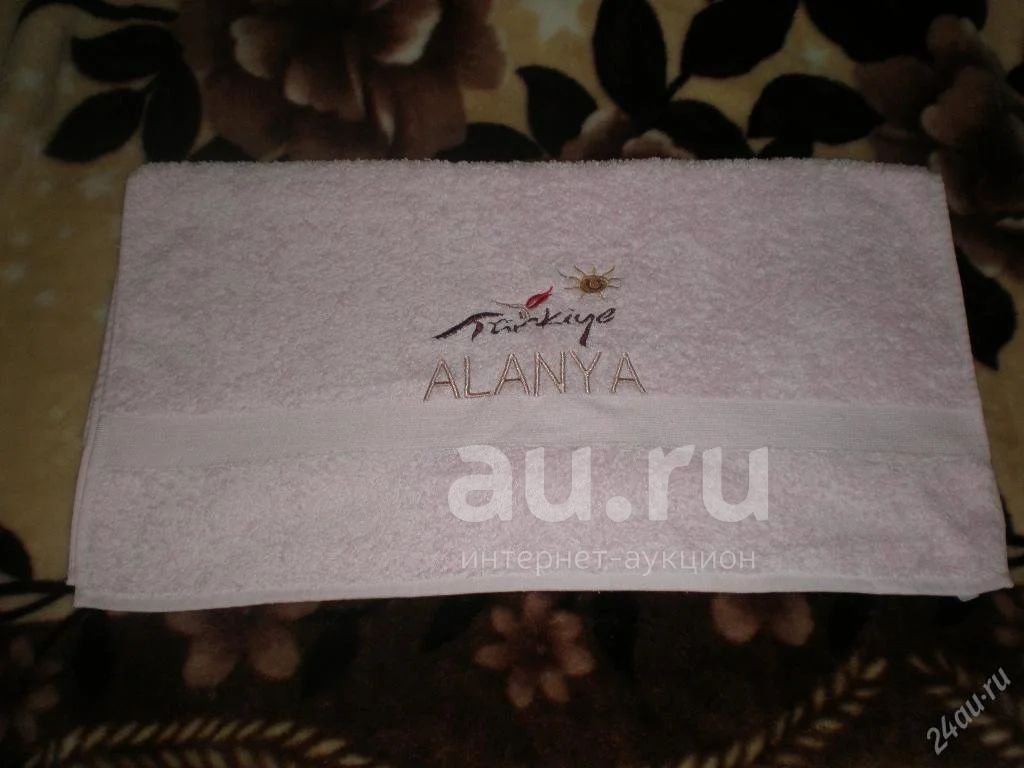 Türkiye
ALANYA
au.ru
интернет-аукцион
24au.ru